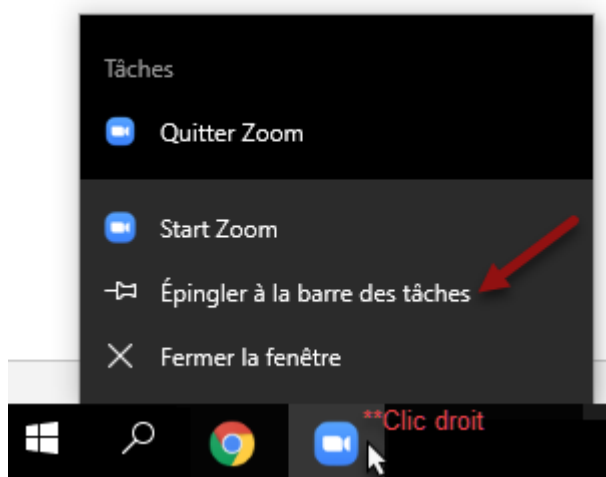 Tâches
Quitter Zoom
Start Zoom
Épingler à la barre des tâches
Fermer la fenêtre
**Clic droit